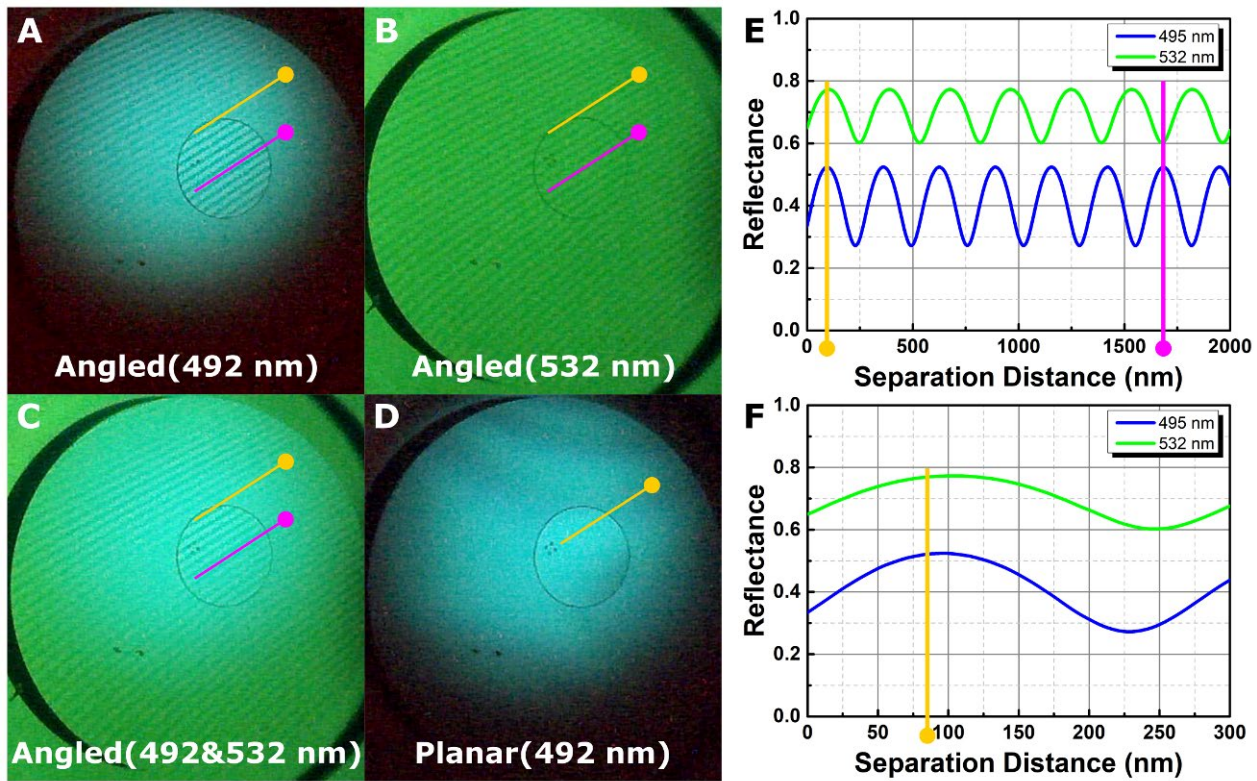 A
Angled(492 nm)
B
Angled(532 nm)
C
Angled(492&532 nm)
D
Planar(492 nm)
E
1.0
0.8
0.6
0.4
0.2
0.0
Reflectance
495 nm
532 nm
0 500 1000 1500 2000
Separation Distance (nm)
F
1.0
0.8
0.6
0.4
0.2
0.0
Reflectance
495 nm
532 nm
0 50 100 150 200 250 300
Separation Distance (nm)